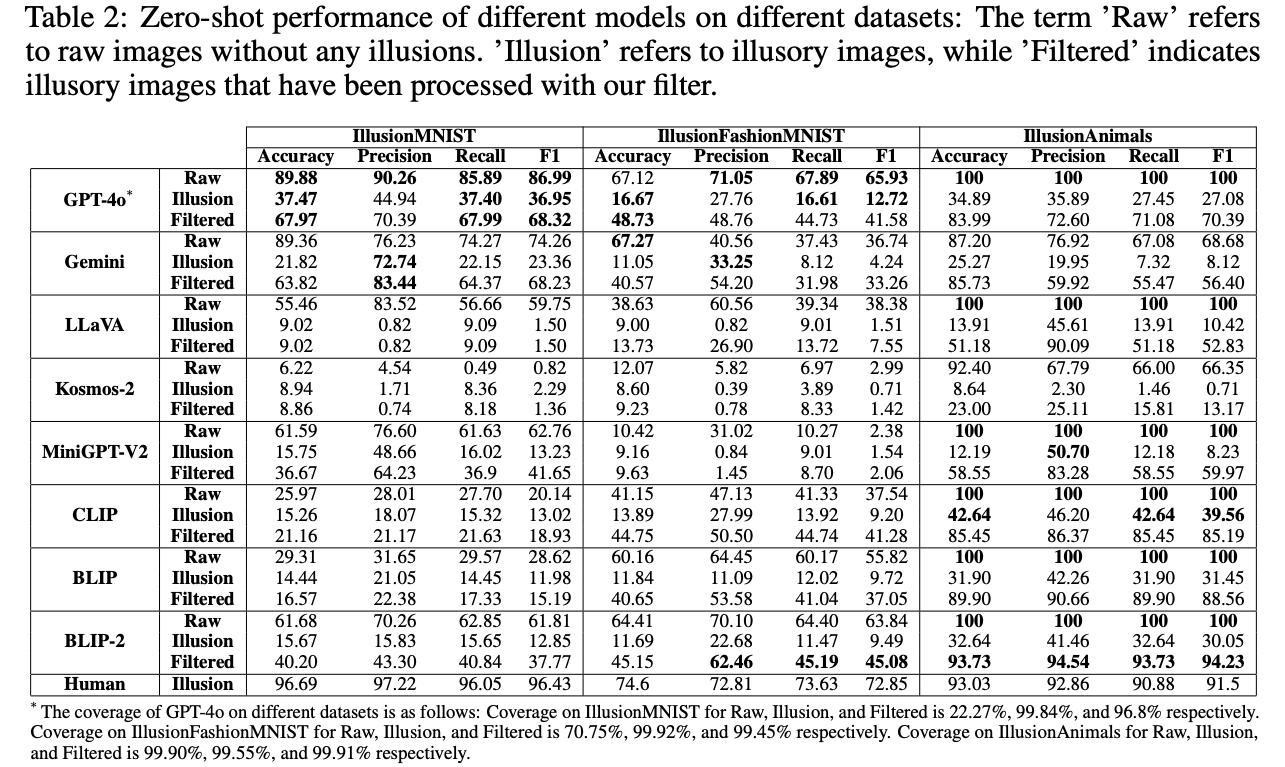 Table 2: Zero-shot performance of different models on different datasets: The term ’Raw’ refers
to raw images without any illusions. ’Illusion’ refers to illusory images, while ’Filtered’ indicates
illusory images that have been processed with our filter.
IllusionMNIST IllusionFashionMNIST IllusionAnimals
Accuracy Precision Recall F1 Accuracy Precision Recall F1 Accuracy Precision Recall F1
GPT-4o*
Raw 89.88 90.26 85.89 86.99 67.12 71.05 67.89 65.93 100 100 100 100
Illusion 37.47 44.94 37.40 36.95 16.67 27.76 16.61 12.72 34.89 35.89 27.45 27.08
Filtered 67.97 70.39 67.99 68.32 48.73 48.76 44.73 41.58 83.99 72.60 71.08 70.39
Gemini
Raw 89.36 76.23 74.27 74.26 67.27 40.56 37.43 36.74 87.20 76.92 67.08 68.68
Illusion 21.82 72.74 22.15 23.36 11.05 33.25 8.12 4.24 25.27 19.95 7.32 8.12
Filtered 63.82 83.44 64.37 68.23 40.57 54.20 31.98 33.26 85.73 59.92 55.47 56.40
LLaVA
Raw 55.46 83.52 56.66 59.75 38.63 60.56 39.34 38.38 100 100 100 100
Illusion 9.02 0.82 9.09 1.50 9.00 0.82 9.01 1.51 13.91 45.61 13.91 10.42
Filtered 9.02 0.82 9.09 1.50 13.73 26.90 13.72 7.55 51.18 90.09 51.18 52.83
Kosmos-2
Raw 6.22 4.54 0.49 0.82 12.07 5.82 6.97 2.99 92.40 67.79 66.00 66.35
Illusion 8.94 1.71 8.36 2.29 8.60 0.39 3.89 0.71 8.64 2.30 1.46 0.71
Filtered 8.86 0.74 8.18 1.36 9.23 0.78 8.33 1.42 23.00 25.11 15.81 13.17
MiniGPT-V2
Raw 61.59 76.60 61.63 62.76 10.42 31.02 10.27 2.38 100 100 100 100
Illusion 15.75 48.66 16.02 13.23 9.16 0.84 9.01 1.54 12.19 50.70 12.18 8.23
Filtered 36.67 64.23 36.9 41.65 9.63 1.45 8.70 2.06 58.55 83.28 58.55 59.97
CLIP
Raw 25.97 28.01 27.70 20.14 41.15 47.13 41.33 37.54 100 100 100 100
Illusion 15.26 18.07 15.32 13.02 13.89 27.99 13.92 9.20 42.64 46.20 42.64 39.56
Filtered 21.16 21.17 21.63 18.93 44.75 50.50 44.74 41.28 85.45 86.37 85.45 85.19
BLIP
Raw 29.31 31.65 29.57 28.62 60.16 64.45 60.17 55.82 100 100 100 100
Illusion 14.44 21.05 14.45 11.98 11.84 11.09 12.02 9.72 31.90 42.26 31.90 31.45
Filtered 16.57 22.38 17.33 15.19 40.65 53.58 41.04 37.05 89.90 90.66 89.90 88.56
BLIP-2
Raw 61.68 70.26 62.85 61.81 64.41 70.10 64.40 63.84 100 100 100 100
Illusion 15.67 15.83 15.65 12.85 11.69 22.68 11.47 9.49 32.64 41.46 32.64 30.05
Filtered 40.20 43.30 40.84 37.77 45.15 62.46 45.19 45.08 93.73 94.54 93.73 94.23
Human Illusion 96.69 97.22 96.05 96.43 74.6 72.81 73.63 72.85 93.03 92.86 90.88 91.5
* The coverage of GPT-4o on different datasets is as follows: Coverage on IllusionMNIST for Raw, Illusion, and Filtered is 22.27%, 99.84%, and 96.8% respectively.
Coverage on IllusionFashionMNIST for Raw, Illusion, and Filtered is 70.75%, 99.92%, and 99.45% respectively. Coverage on IllusionAnimals for Raw, Illusion,
and Filtered is 99.90%, 99.55%, and 99.91% respectively.